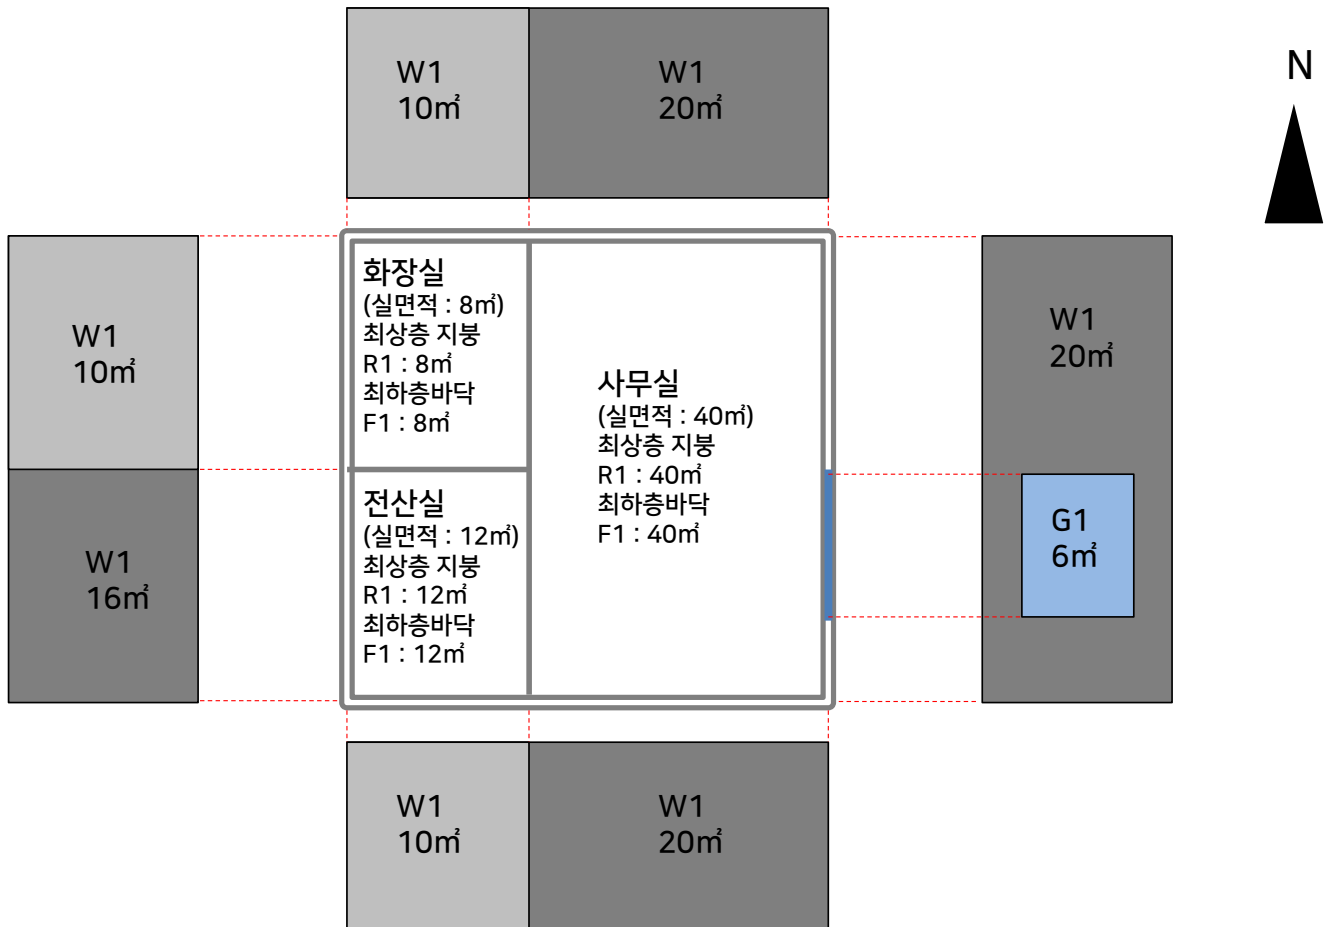 W1
10㎡
W1
20㎡
N
W1
10㎡
W1
16㎡
화장실
(실면적 : 8㎡)
최상층 지붕
R1 : 8㎡
최하층바닥
F1 : 8㎡
전산실
(실면적 : 12㎡)
최상층 지붕
R1 : 12㎡
최하층바닥
F1 : 12㎡
사무실
(실면적 : 40㎡)
최상층 지붕
R1 : 40㎡
최하층바닥
F1 : 40㎡
W1
20㎡
G1
6㎡
W1
10㎡
W1
20㎡